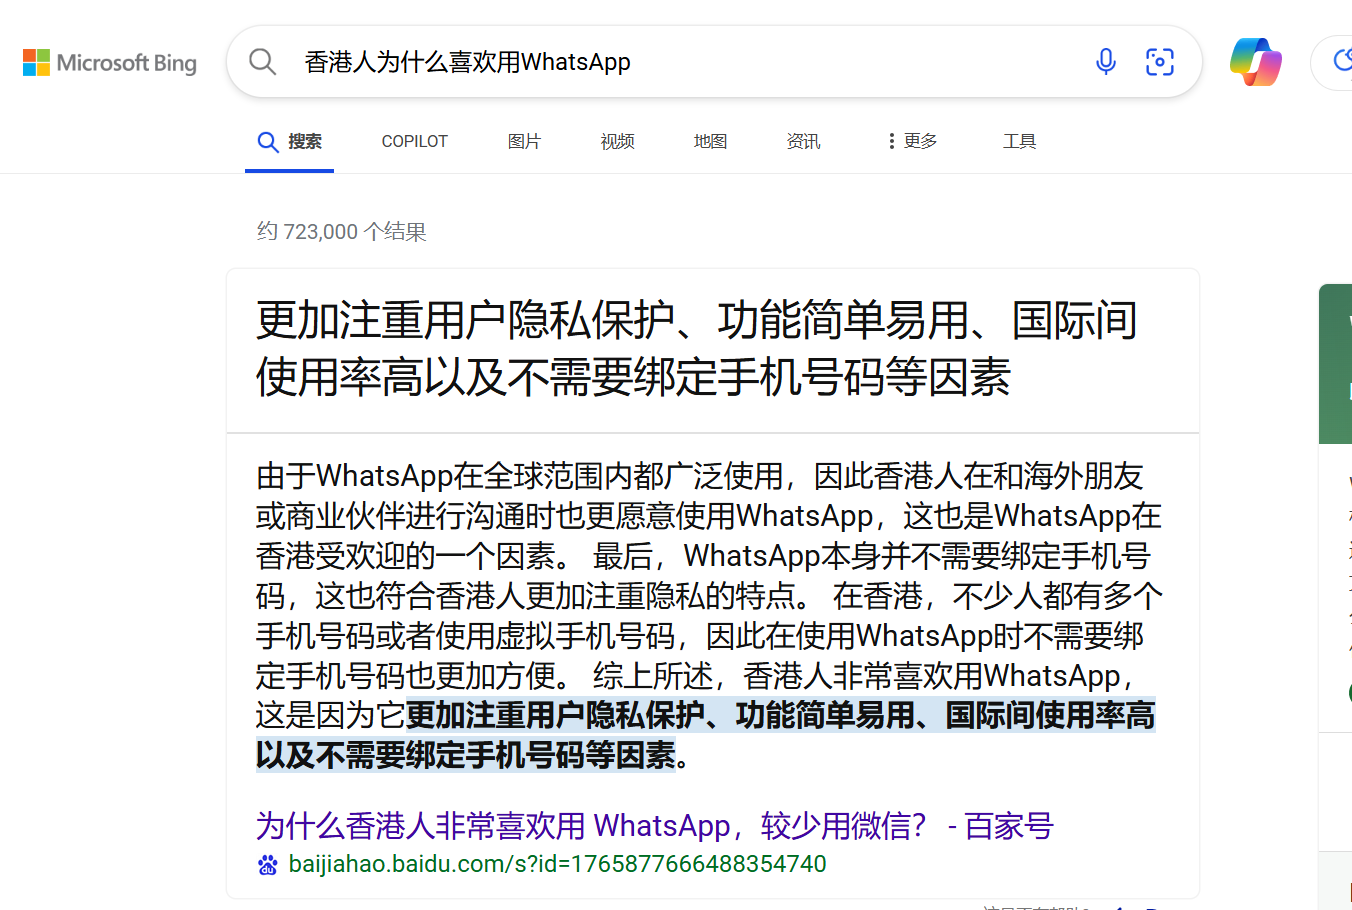 Microsoft Bing
香港人为什么喜欢用WhatsApp
搜索 COPILOT 图片 视频 地图 资讯 更多 工具
约 723,000 个结果
更加注重用户隐私保护、功能简单易用、国际间
使用率高以及不需要绑定手机号码等因素
由于WhatsApp在全球范围内都广泛使用，因此香港人在和海外朋友
或商业伙伴进行沟通时也更愿意使用WhatsApp，这也是WhatsApp在
香港受欢迎的一个因素。 最后，WhatsApp本身并不需要绑定手机号
码，这也符合香港人更加注重隐私的特点。 在香港，不少人都有多个
手机号码或者使用虚拟手机号码，因此在使用WhatsApp时不需要绑
定手机号码也更加方便。 综上所述，香港人非常喜欢用WhatsApp，
这是因为它更加注重用户隐私保护、功能简单易用、国际间使用率高
以及不需要绑定手机号码等因素。
为什么香港人非常喜欢用 WhatsApp，较少用微信？ - 百家号
baijiahao.baidu.com/s?id=1765877666488354740